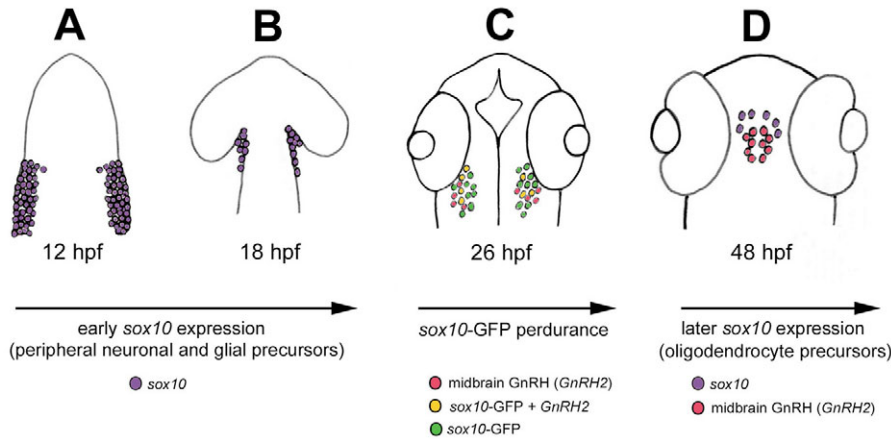 A B C D
12 hpf 18 hpf 26 hpf 48 hpf
early sox10 expression
(peripheral neuronal and glial precursors)
sox10
sox10-GFP perdurance
midbrain GnRH (GnRH2)
sox10-GFP + GnRH2
sox10-GFP
later sox10 expression
(oligodendrocyte precursors)
sox10
midbrain GnRH (GnRH2)